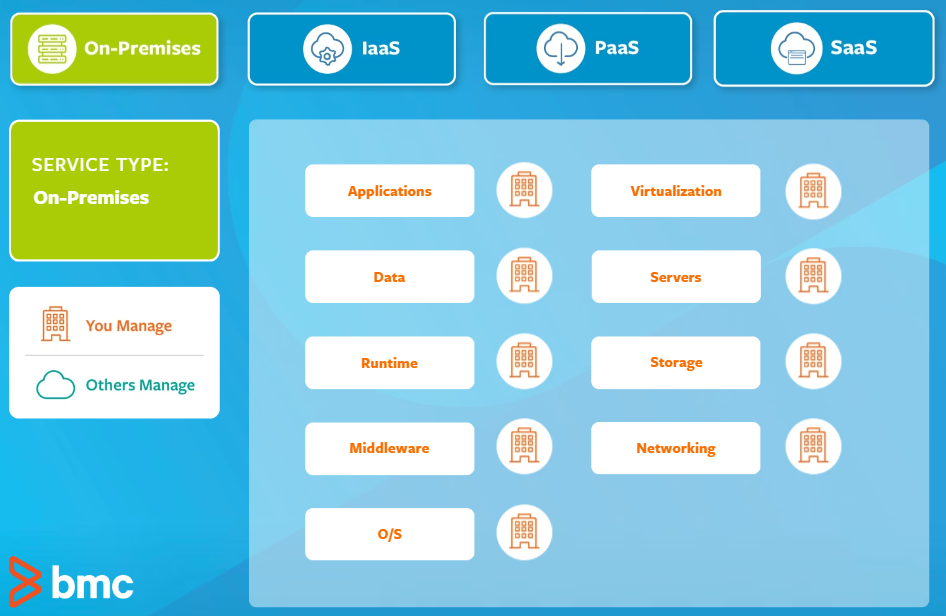 On-Premises
IaaS
PaaS
SaaS
SERVICE TYPE:
On-Premises
You Manage
Others Manage
Applications
Virtualization
Data
Servers
Runtime
Storage
Middleware
Networking
O/S
bmc